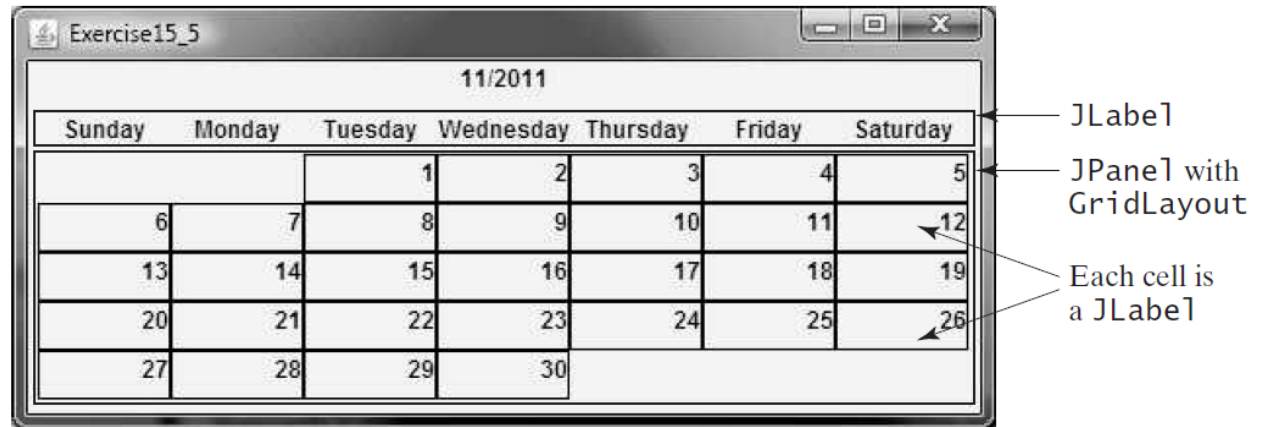 Exercise15_5
11/2011
Sunday Monday Tuesday Wednesday Thursday Friday Saturday
1 2 3 4 5
6 7 8 9 10 11 12
13 14 15 16 17 18 19
20 21 22 23 24 25 26
27 28 29 30
JLabel
JPanel with
GridLayout
Each cell is
a JLabel